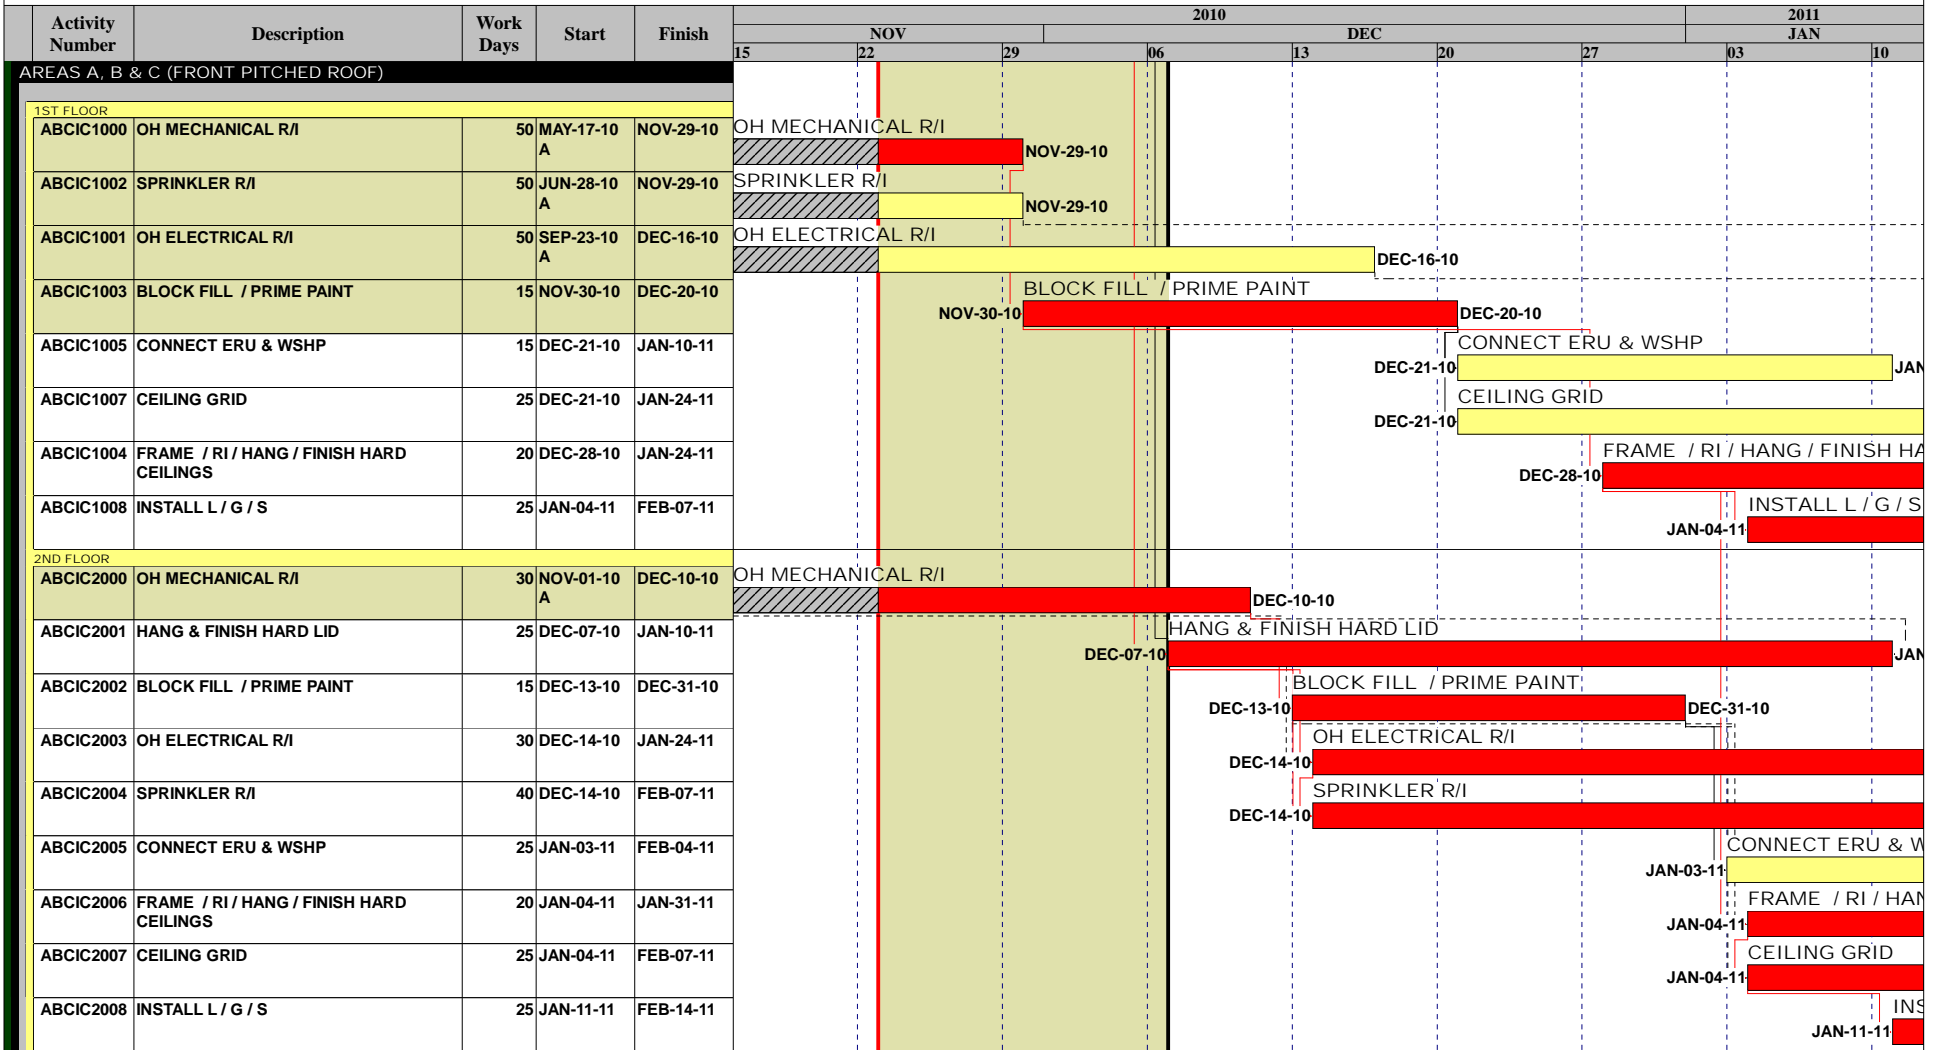 2010 2011
Activity Number Description Work Days Start Finish NOV DEC JAN
15 22 29 06 13 20 27 03 10
AREAS A, B & C (FRONT PITCHED ROOF)
1ST FLOOR
ABCIC1000 OH MECHANICAL R/I 50 MAY-17-10 A NOV-29-10 OH MECHANICAL R/I
NOV-29-10
ABCIC1002 SPRINKLER R/I 50 JUN-28-10 A NOV-29-10 SPRINKLER R/I
NOV-29-10
ABCIC1001 OH ELECTRICAL R/I 50 SEP-23-10 A DEC-16-10 OH ELECTRICAL R/I
DEC-16-10
ABCIC1003 BLOCK FILL / PRIME PAINT 15 NOV-30-10 DEC-20-10 BLOCK FILL / PRIME PAINT
NOV-30-10 DEC-20-10
ABCIC1005 CONNECT ERU & WSHP 15 DEC-21-10 JAN-10-11 CONNECT ERU & WSHP
DEC-21-10 JAN
ABCIC1007 CEILING GRID 25 DEC-21-10 JAN-24-11 CEILING GRID
DEC-21-10
ABCIC1004 FRAME / RI / HANG / FINISH HARD CEILINGS 20 DEC-28-10 JAN-24-11 FRAME / RI / HANG / FINISH HA
DEC-28-10
ABCIC1008 INSTALL L / G / S 25 JAN-04-11 FEB-07-11 INSTALL L / G / S
JAN-04-11
2ND FLOOR
ABCIC2000 OH MECHANICAL R/I 30 NOV-01-10 A DEC-10-10 OH MECHANICAL R/I
DEC-10-10
ABCIC2001 HANG & FINISH HARD LID 25 DEC-07-10 JAN-10-11 HANG & FINISH HARD LID
DEC-07-10 JAN
ABCIC2002 BLOCK FILL / PRIME PAINT 15 DEC-13-10 DEC-31-10 BLOCK FILL / PRIME PAINT
DEC-13-10 DEC-31-10
ABCIC2003 OH ELECTRICAL R/I 30 DEC-14-10 JAN-24-11 OH ELECTRICAL R/I
DEC-14-10
ABCIC2004 SPRINKLER R/I 40 DEC-14-10 FEB-07-11 SPRINKLER R/I
DEC-14-10
ABCIC2005 CONNECT ERU & WSHP 25 JAN-03-11 FEB-04-11 CONNECT ERU & W
JAN-03-11
ABCIC2006 FRAME / RI / HANG / FINISH HARD CEILINGS 20 JAN-04-11 JAN-31-11 FRAME / RI / HAN
JAN-04-11
ABCIC2007 CEILING GRID 25 JAN-04-11 FEB-07-11 CEILING GRID
JAN-04-11
ABCIC2008 INSTALL L / G / S 25 JAN-11-11 FEB-14-11 INS
JAN-11-11